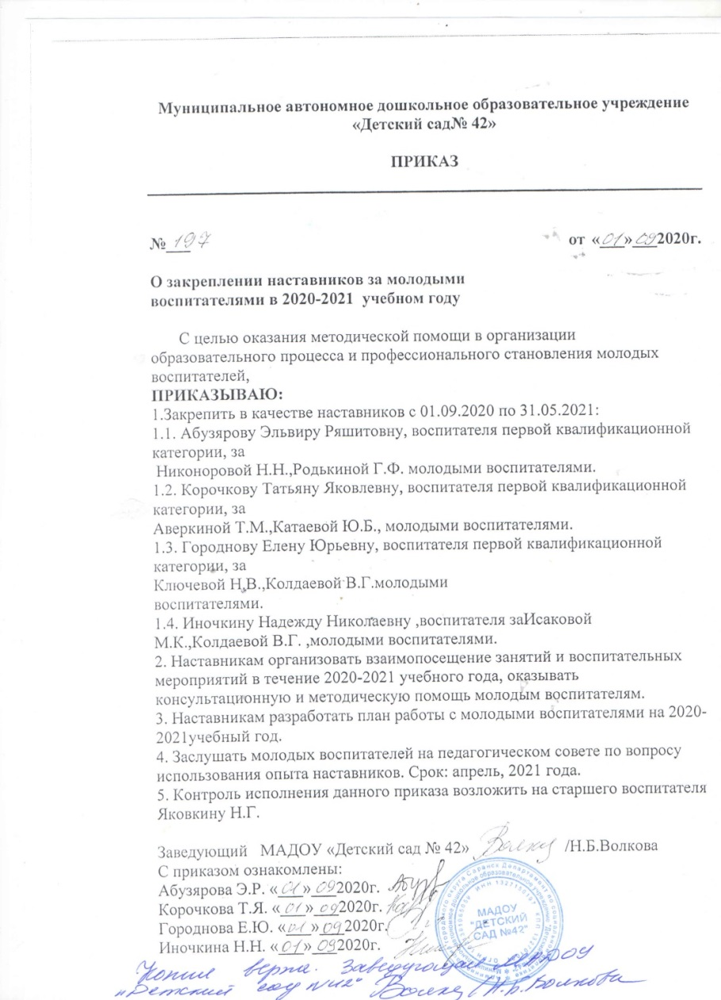 Муниципальное автономное дошкольное образовательное учреждение
«Детский сад№ 42»
ПРИКАЗ
№ 197 от «01» 09 2020г.
О закреплении наставников за молодыми
воспитателями в 2020-2021 учебном году
С целью оказания методической помощи в организации
образовательного процесса и профессионального становления молодых
воспитателей,
ПРИКАЗЫВАЮ:
1.Закрепить в качестве наставников с 01.09.2020 по 31.05.2021:
1.1. Абузярову Эльвиру Ряшитовну, воспитателя первой квалификационной
категории, за
Никоноровой Н.Н.,Родькиной Г.Ф. молодыми воспитателями.
1.2. Корочкову Татьяну Яковлевну, воспитателя первой квалификационной
категории, за
Аверкиной Т.М.,Катаевой Ю.Б., молодыми воспитателями.
1.3. Городнову Елену Юрьевну, воспитателя первой квалификационной
категории, за
Ключевой Н.В.,Колдаевой В.Г.молодыми
воспитателями.
1.4. Иночкину Надежду Николаевну ,воспитателя заИсаковой
М.К.,Колдаевой В.Г. ,молодыми воспитателями.
2. Наставникам организовать взаимопосещение занятий и воспитательных
мероприятий в течение 2020-2021 учебного года, оказывать
консультационную и методическую помощь молодым воспитателям.
3. Наставникам разработать план работы с молодыми воспитателями на 2020-
2021учебный год.
4. Заслушать молодых воспитателей на педагогическом совете по вопросу
использования опыта наставников. Срок: апрель, 2021 года.
5. Контроль исполнения данного приказа возложить на старшего воспитателя
Яковкину Н.Г.
Заведующий МАДОУ «Детский сад № 42» /Н.Б.Волкова
С приказом ознакомлены:
Абузярова Э.Р. «01» 09 2020г.
Корочкова Т.Я. «01» 09 2020г.
Городнова Е.Ю. «01» 09 2020г.
Иночкина Н.Н. «01» 09 2020г.
МАДОУ
"ДЕТСКИЙ
САД №42"
Копия верна. Заведующая МАДОУ
"Детский сад №42" /Н.Б.Волкова